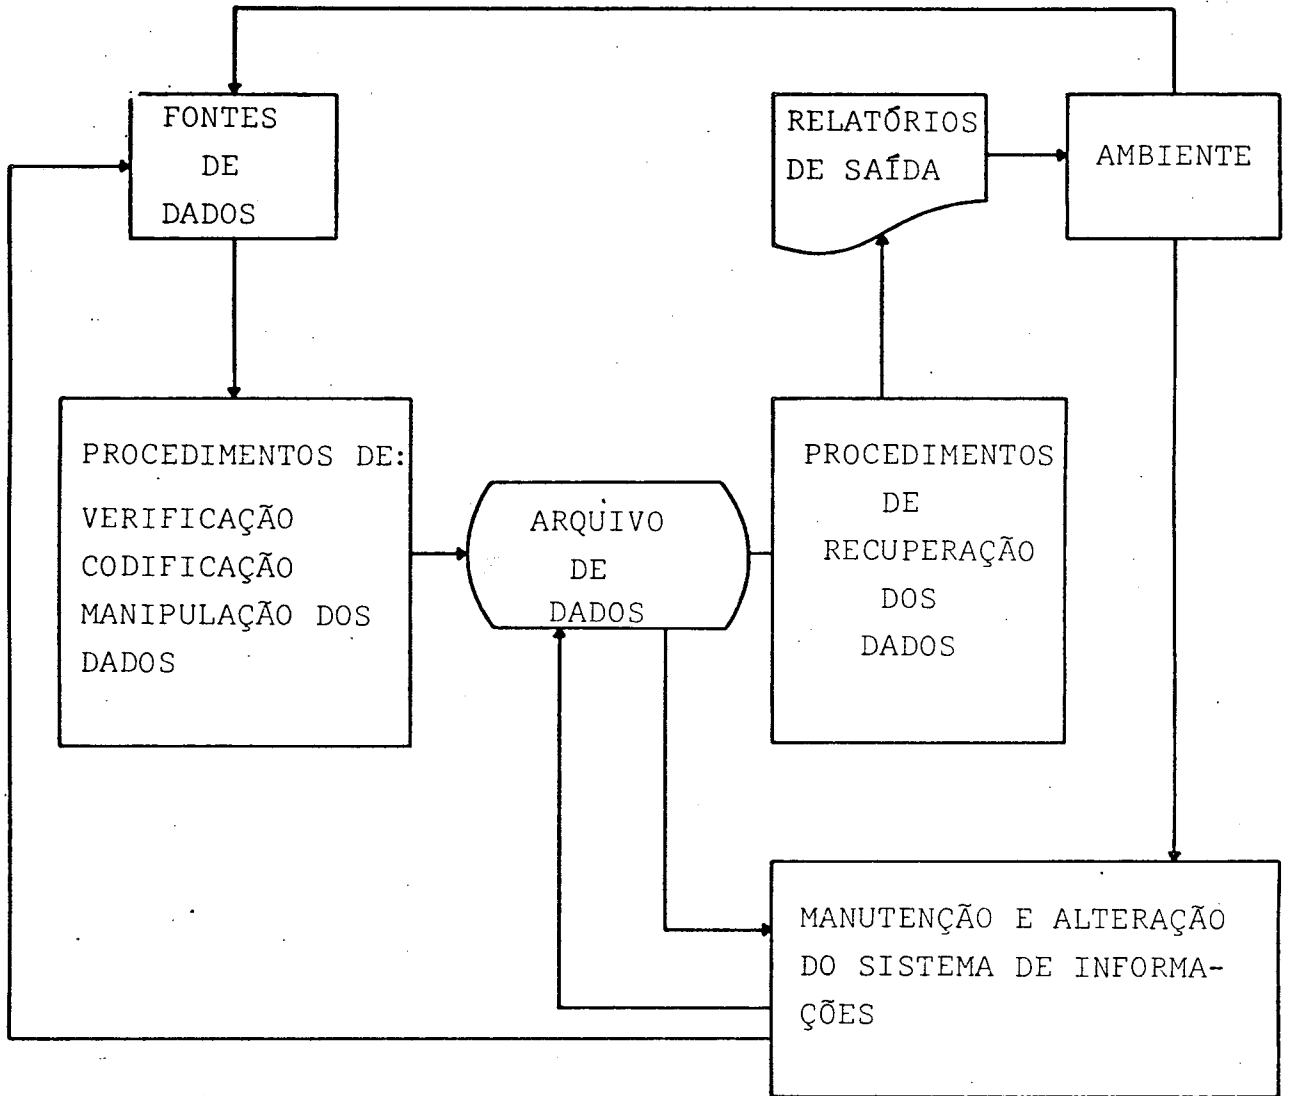 FONTES
DE
DADOS
RELATÓRIOS
DE SAÍDA
AMBIENTE
PROCEDIMENTOS DE:
VERIFICAÇÃO
CODIFICAÇÃO
MANIPULAÇÃO DOS
DADOS
ARQUIVO
DE
DADOS
PROCEDIMENTOS
DE
RECUPERAÇÃO
DOS
DADOS
MANUTENÇÃO E ALTERAÇÃO
DO SISTEMA DE INFORMA-
ÇÕES